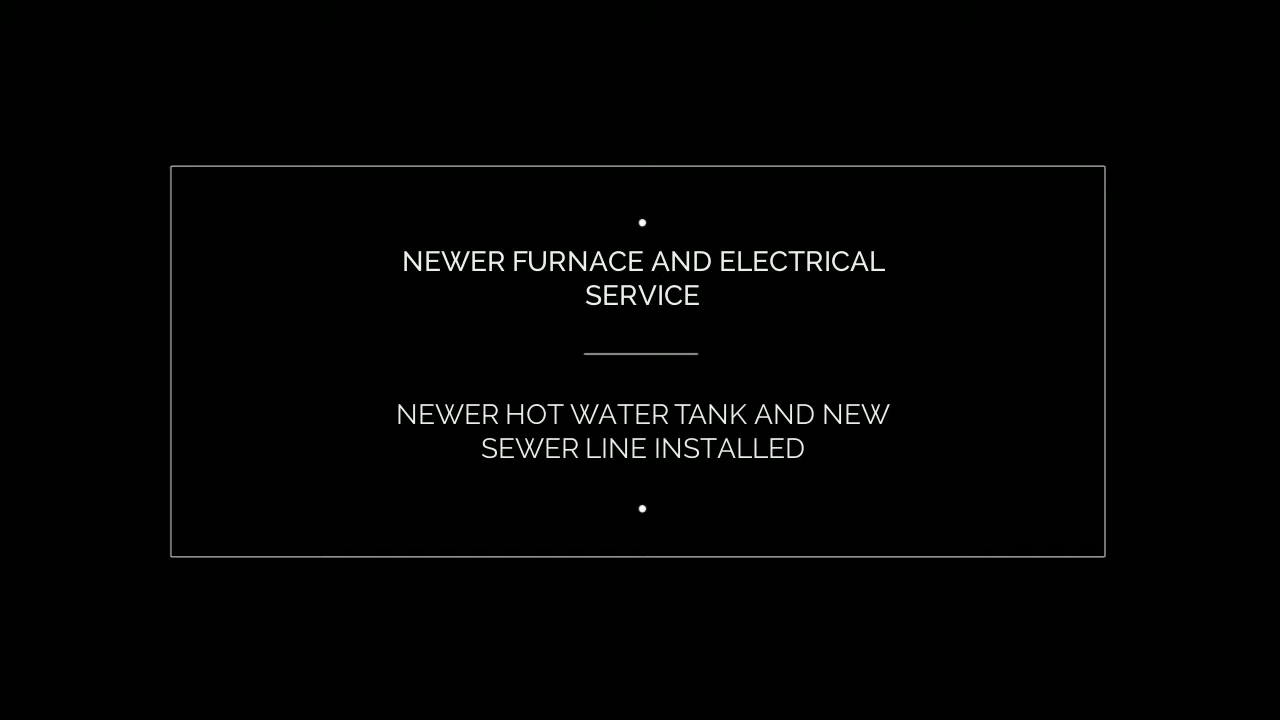 NEWER FURNACE AND ELECTRICAL
SERVICE
NEWER HOT WATER TANK AND NEW
SEWER LINE INSTALLED